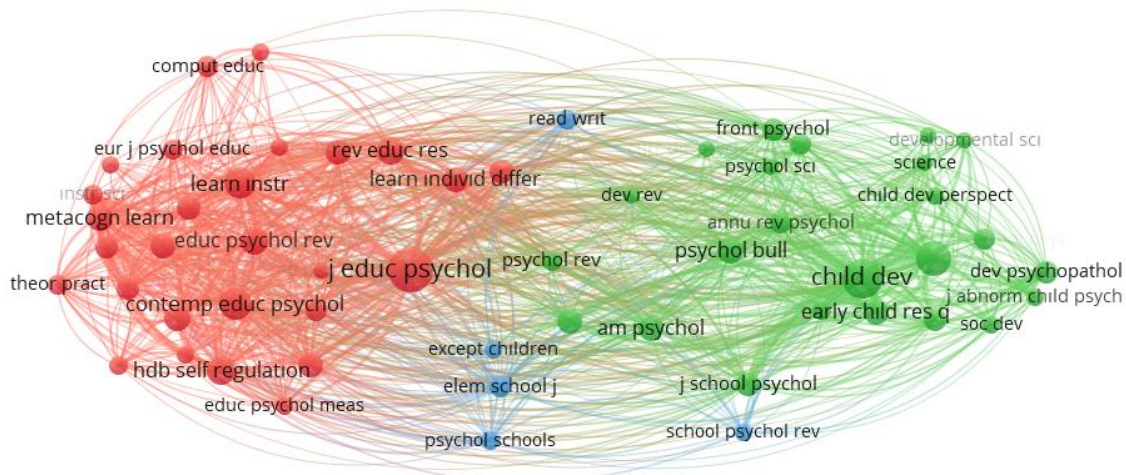 comput educ
read writ
front psychol
developmental sci
eur j psychol educ
rev educ res
psychol sci
science
learn instr
learn individ differ
instr sci
dev rev
child dev perspect
metacogn learn
annu rev psychol
educ psychol rev
psychol bull
psychol rev
j educ psychol
child dev
dev psychopathol
theor pract
j abnorm child psych
contemp educ psychol
early child res q
am psychol
soc dev
except children
hdb self regulation
elem school j
j school psychol
educ psychol meas
psychol schools
school psychol rev